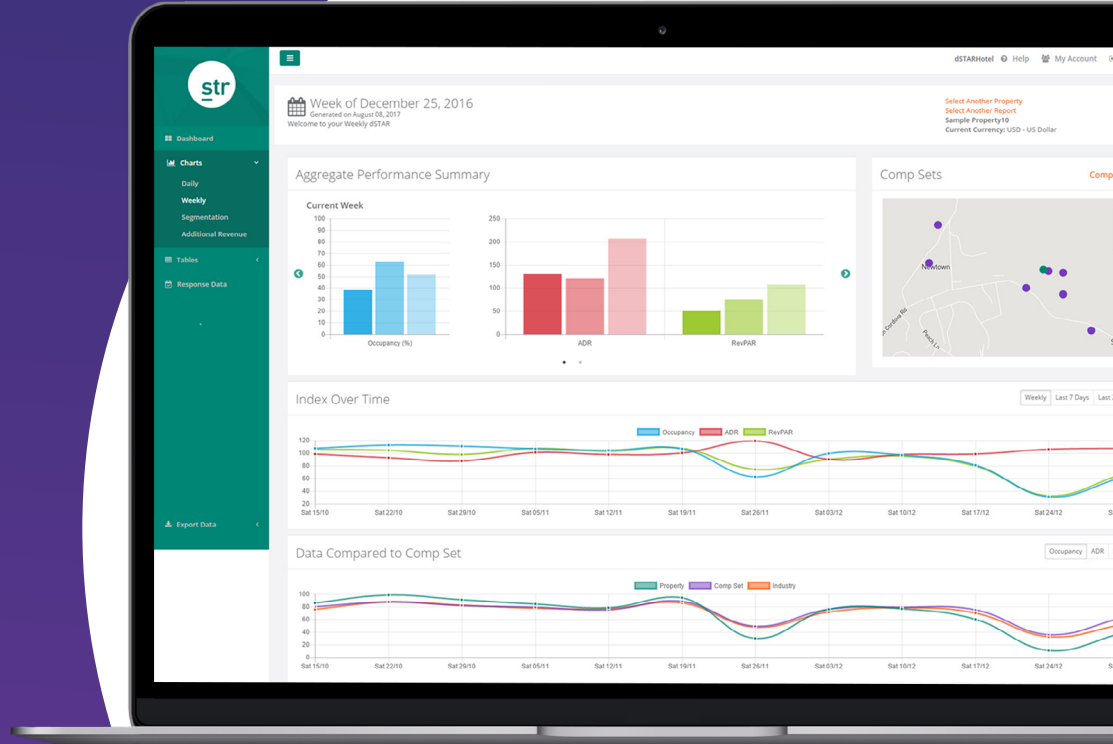 str
dSTARHotel Help My Account
Week of December 25, 2016
Generated on August 08, 2017
Welcome to your Weekly dSTAR
Select Another Property
Select Another Report
Sample Property10
Current Currency: USD - US Dollar
Dashboard
Charts
Daily
Weekly
Segmentation
Additional Revenue
Tables
Response Data
Export Data
Aggregate Performance Summary
Current Week
100
90
80
70
60
50
40
30
20
10
0
Occupancy (%)
250
200
150
100
50
0
ADR RevPAR
Comp Sets Comp
Newtown
Peach Ln
Index Over Time
Weekly Last 7 Days Last
Occupancy ADR RevPAR
120
100
80
60
40
20
Sat 15/10 Sat 22/10 Sat 29/10 Sat 05/11 Sat 12/11 Sat 19/11 Sat 26/11 Sat 03/12 Sat 10/12 Sat 17/12 Sat 24/12 S
Data Compared to Comp Set
Occupancy ADR
Property Comp Set Industry
100
80
60
40
20
0
Sat 15/10 Sat 22/10 Sat 29/10 Sat 05/11 Sat 12/11 Sat 19/11 Sat 26/11 Sat 03/12 Sat 10/12 Sat 17/12 Sat 24/12 S